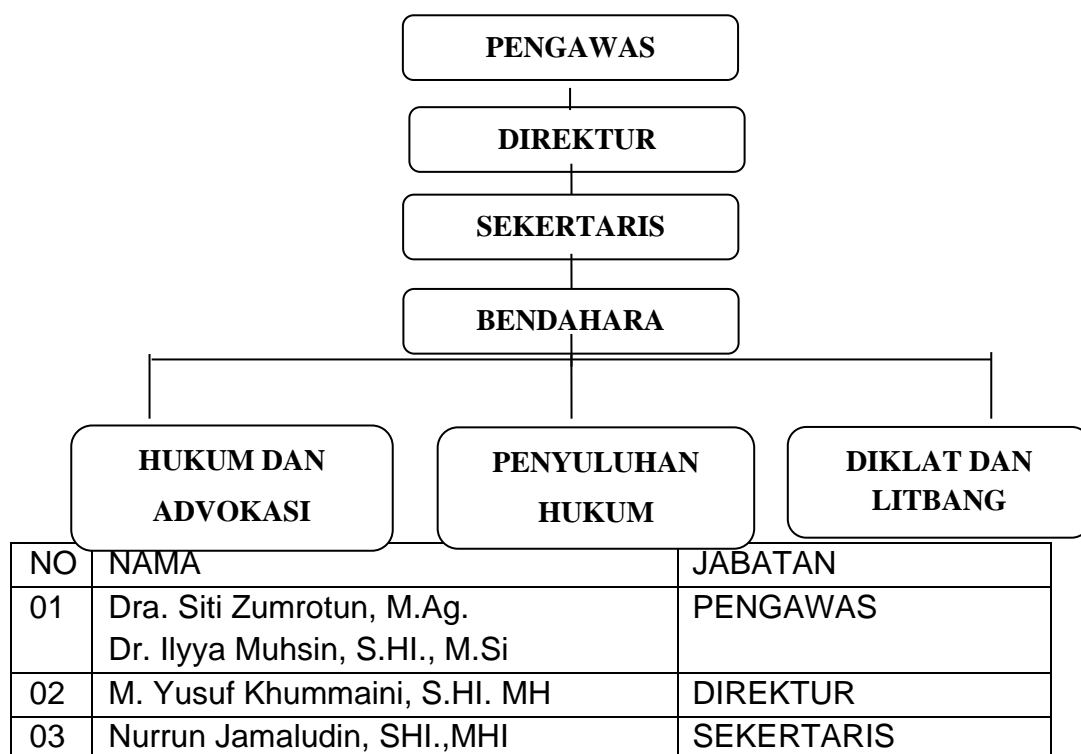 PENGAWAS
DIREKTUR
SEKERTARIS
BENDAHARA
HUKUM DAN
ADVOKASI
PENYULUHAN
HUKUM
DIKLAT DAN
LITBANG
NO NAMA JABATAN
01 Dra. Siti Zumrotun, M.Ag. PENGAWAS
Dr. Ilyya Muhsin, S.HI., M.Si
02 M. Yusuf Khummaini, S.HI. MH DIREKTUR
03 Nurrun Jamaludin, SHI.,MHI SEKERTARIS